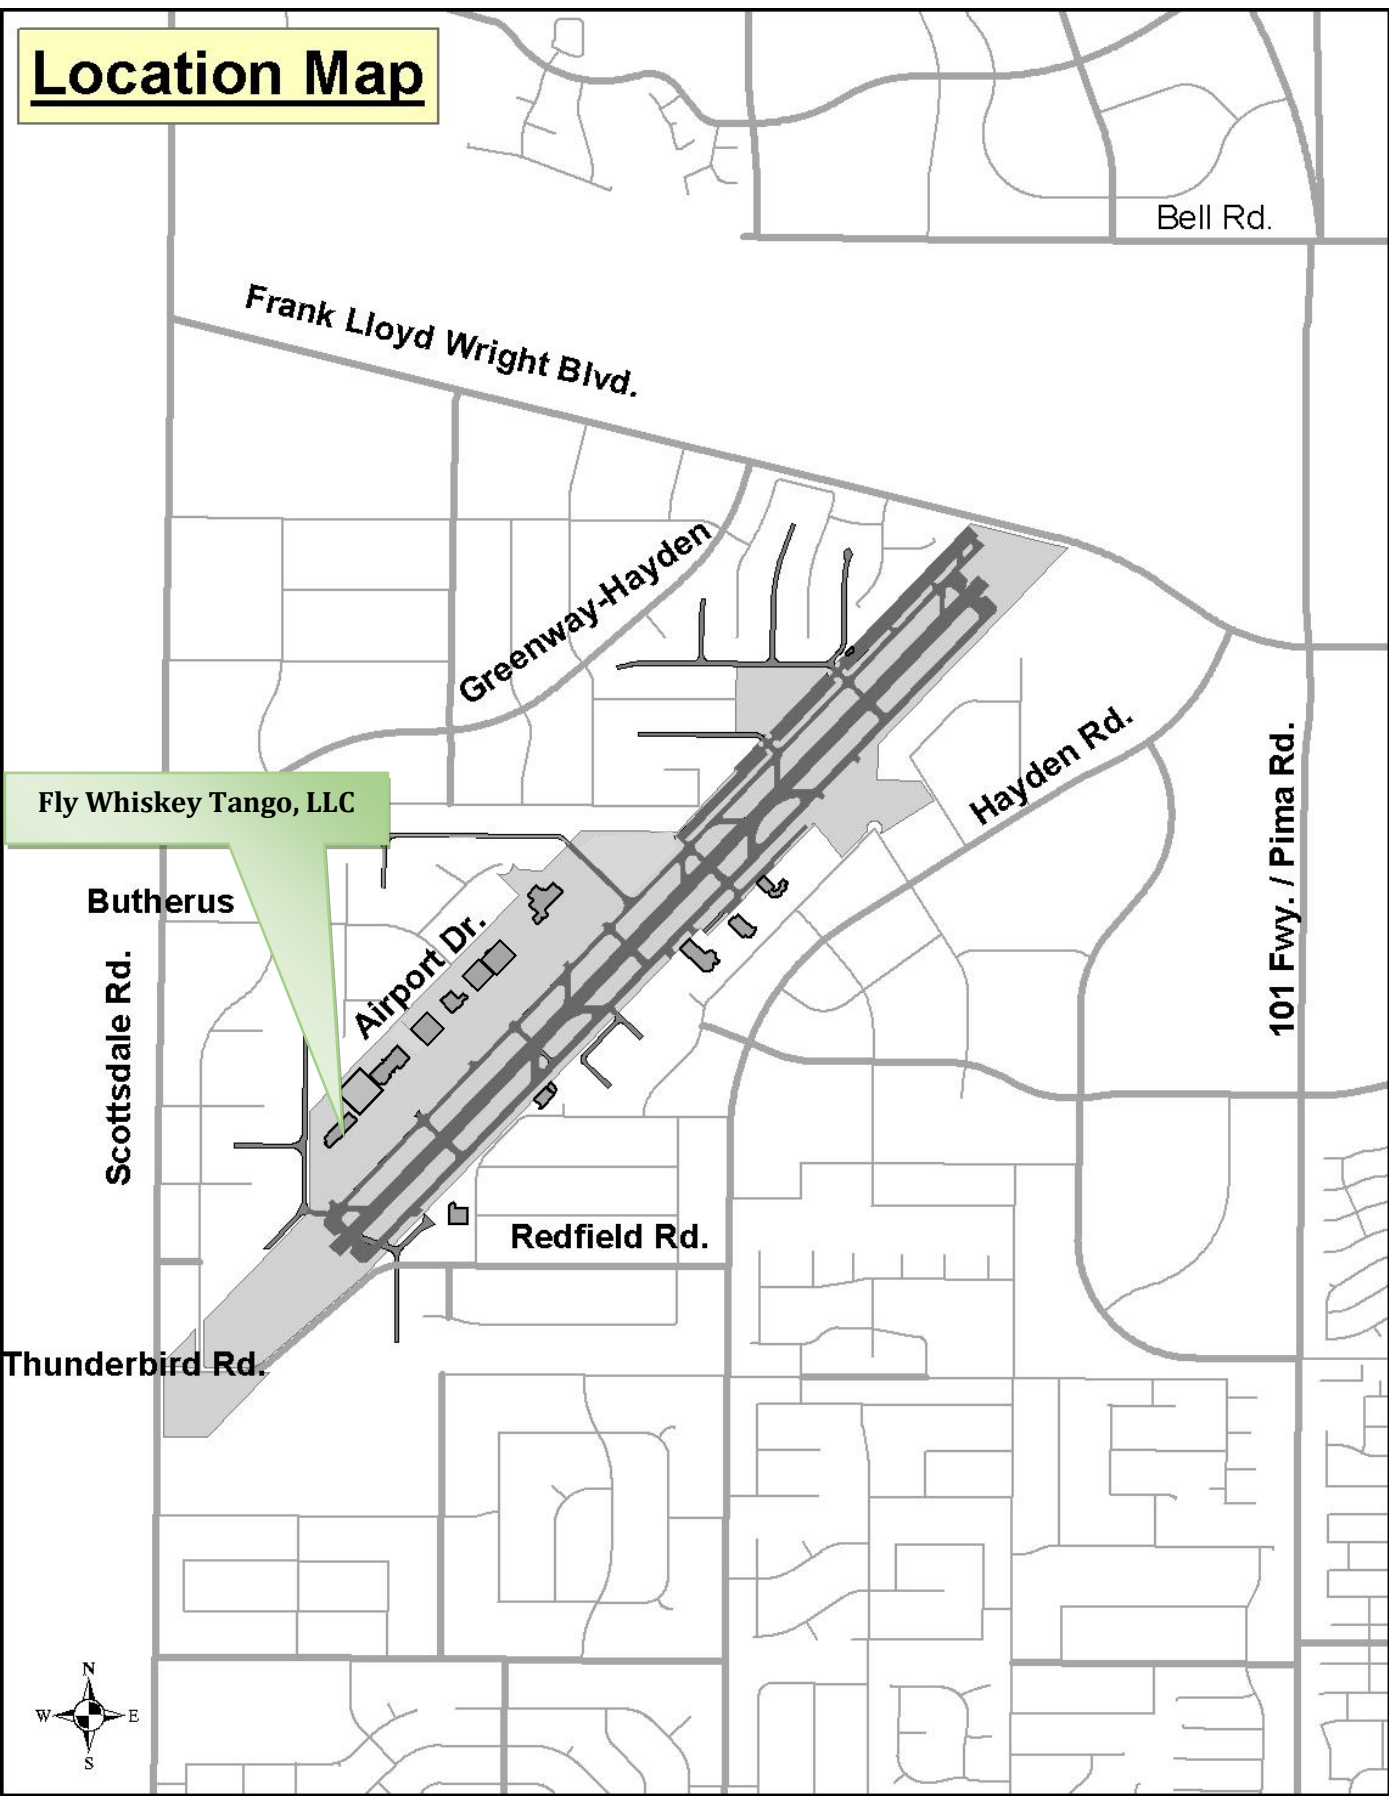 Location Map
Bell Rd.
Frank Lloyd Wright Blvd.
Greenway-Hayden
Hayden Rd.
101 Fwy. / Pima Rd.
Fly Whiskey Tango, LLC
Butherus
Airport Dr.
Scottsdale Rd.
Redfield Rd.
Thunderbird Rd.
N
W E
S